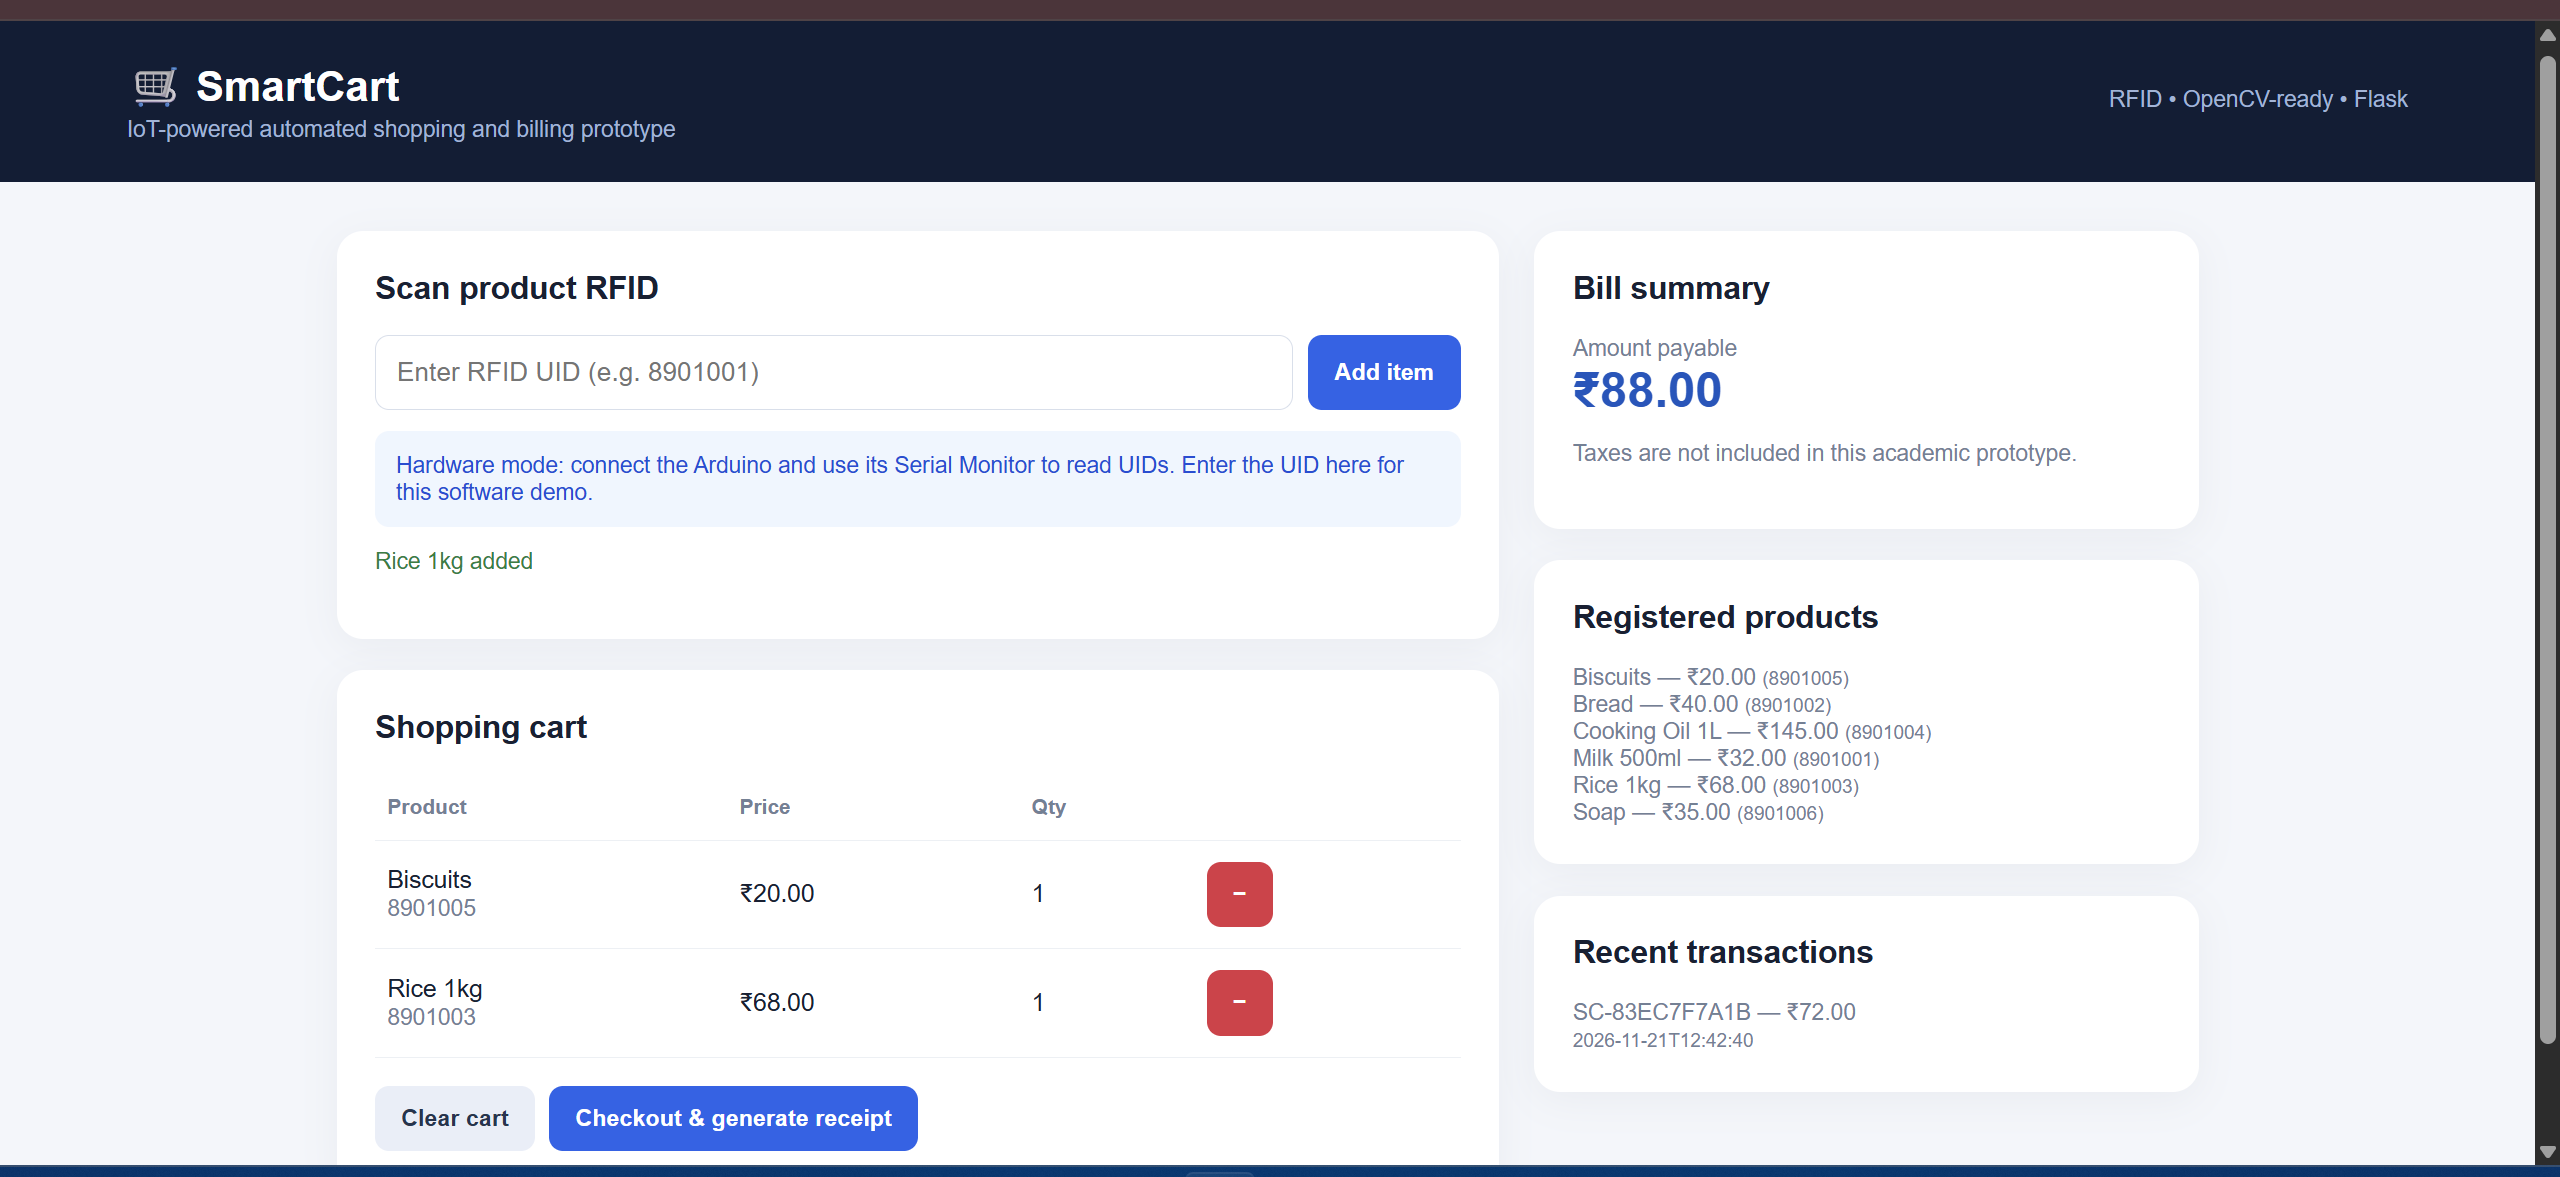 SmartCart
IoT-powered automated shopping and billing prototype
RFID • OpenCV-ready • Flask
Scan product RFID
Enter RFID UID (e.g. 8901001)
Add item
Hardware mode: connect the Arduino and use its Serial Monitor to read UIDs. Enter the UID here for
this software demo.
Rice 1kg added
Shopping cart
Product Price Qty
Biscuits
8901005
₹20.00 1 −
Rice 1kg
8901003
₹68.00 1 −
Clear cart
Checkout & generate receipt
Bill summary
Amount payable
₹88.00
Taxes are not included in this academic prototype.
Registered products
Biscuits — ₹20.00 (8901005)
Bread — ₹40.00 (8901002)
Cooking Oil 1L — ₹145.00 (8901004)
Milk 500ml — ₹32.00 (8901001)
Rice 1kg — ₹68.00 (8901003)
Soap — ₹35.00 (8901006)
Recent transactions
SC-83EC7F7A1B — ₹72.00
2026-11-21T12:42:40